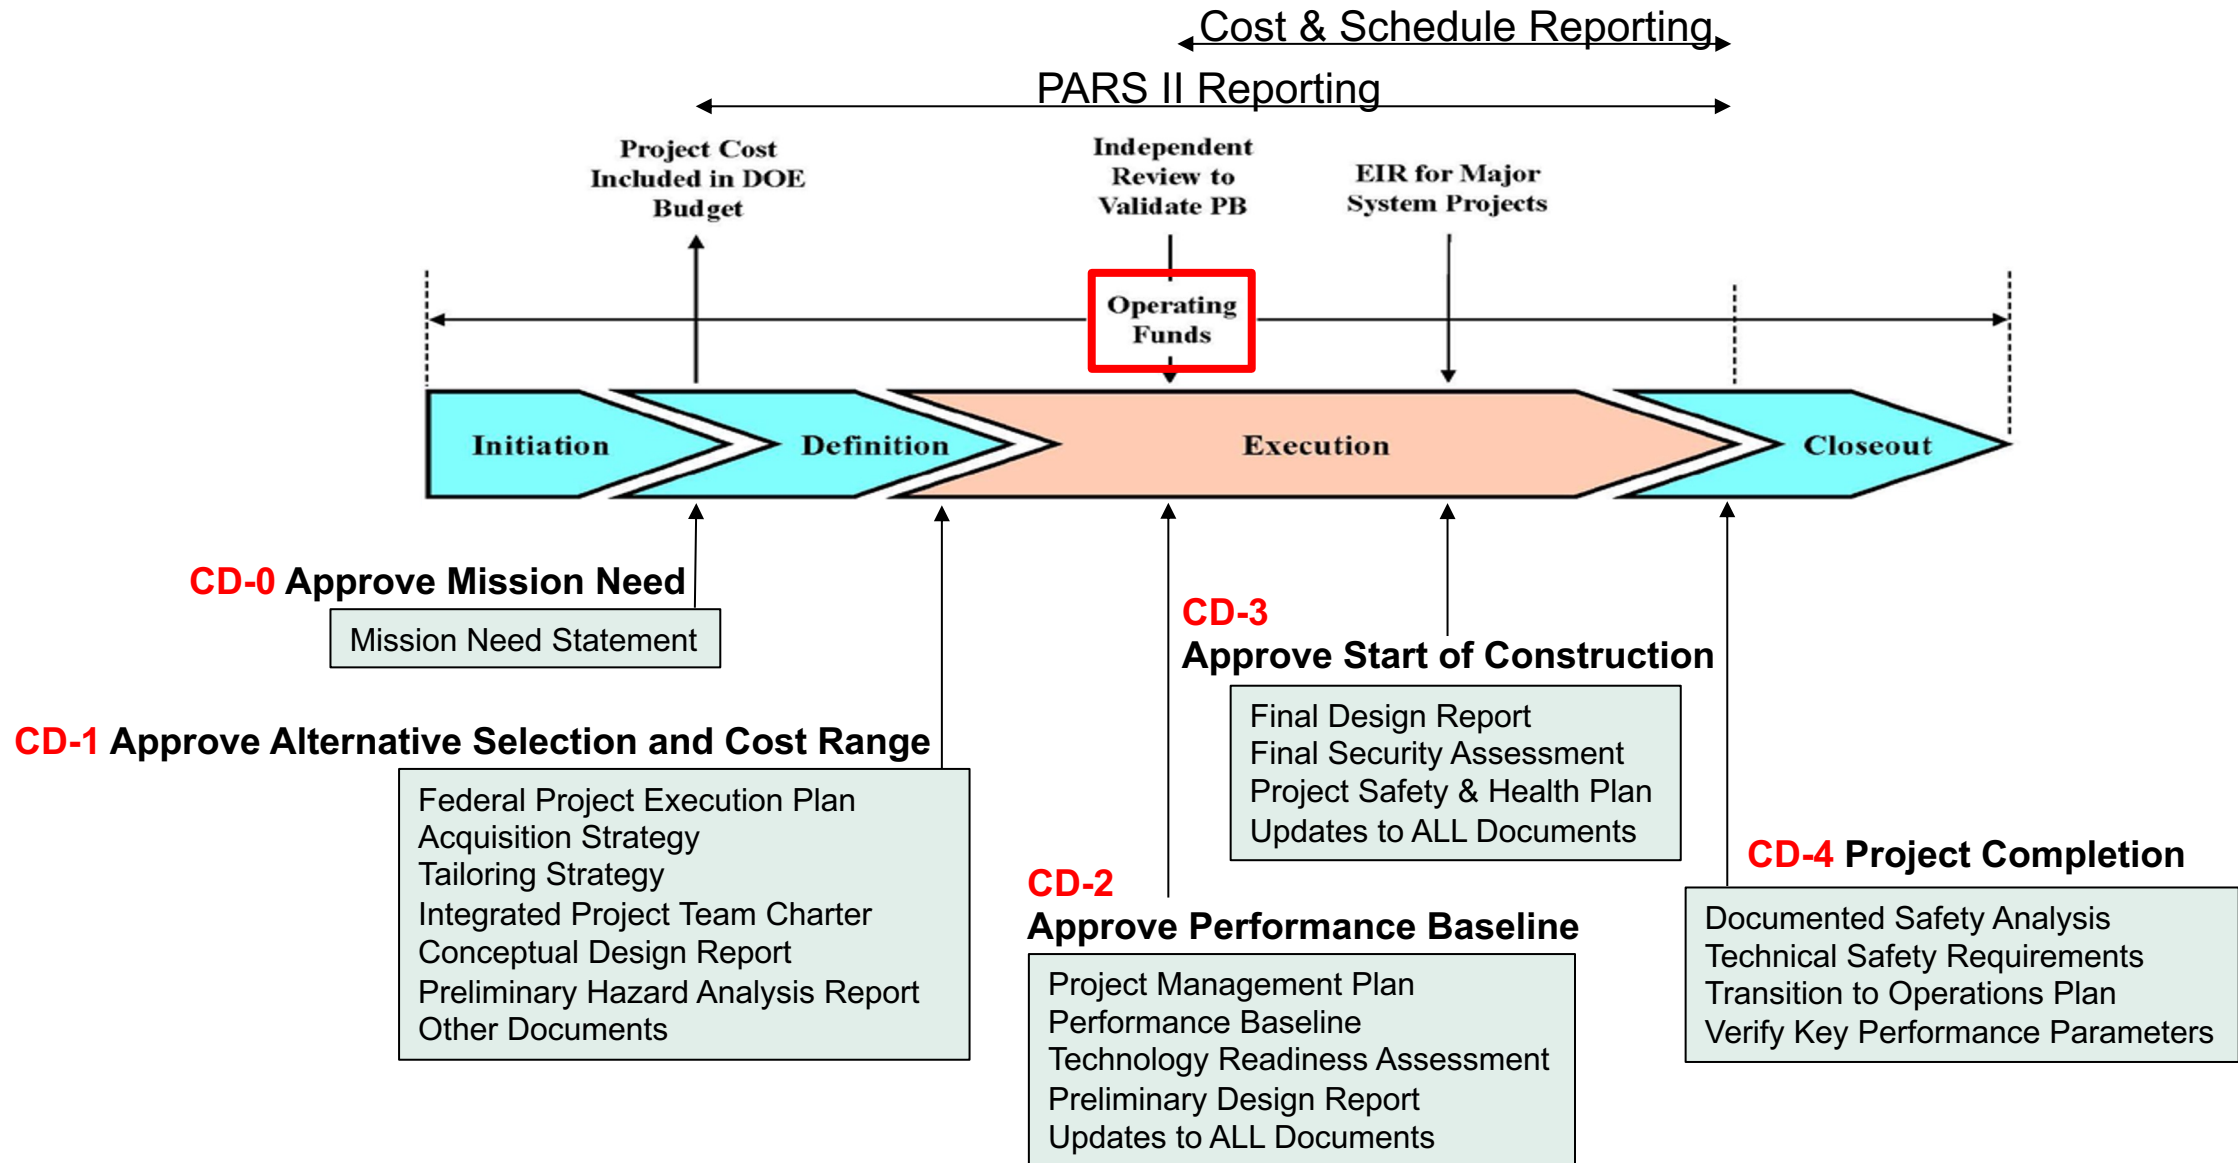 Cost & Schedule Reporting
PARS II Reporting
Project Cost
Included in DOE
Budget
Independent
Review to
Validate PB
EIR for Major
System Projects
Operating
Funds
Initiation
Definition
Execution
Closeout
CD-0 Approve Mission Need
Mission Need Statement
CD-1 Approve Alternative Selection and Cost Range
Federal Project Execution Plan
Acquisition Strategy
Tailoring Strategy
Integrated Project Team Charter
Conceptual Design Report
Preliminary Hazard Analysis Report
Other Documents
CD-3
Approve Start of Construction
Final Design Report
Final Security Assessment
Project Safety & Health Plan
Updates to ALL Documents
CD-2
Approve Performance Baseline
Project Management Plan
Performance Baseline
Technology Readiness Assessment
Preliminary Design Report
Updates to ALL Documents
CD-4 Project Completion
Documented Safety Analysis
Technical Safety Requirements
Transition to Operations Plan
Verify Key Performance Parameters